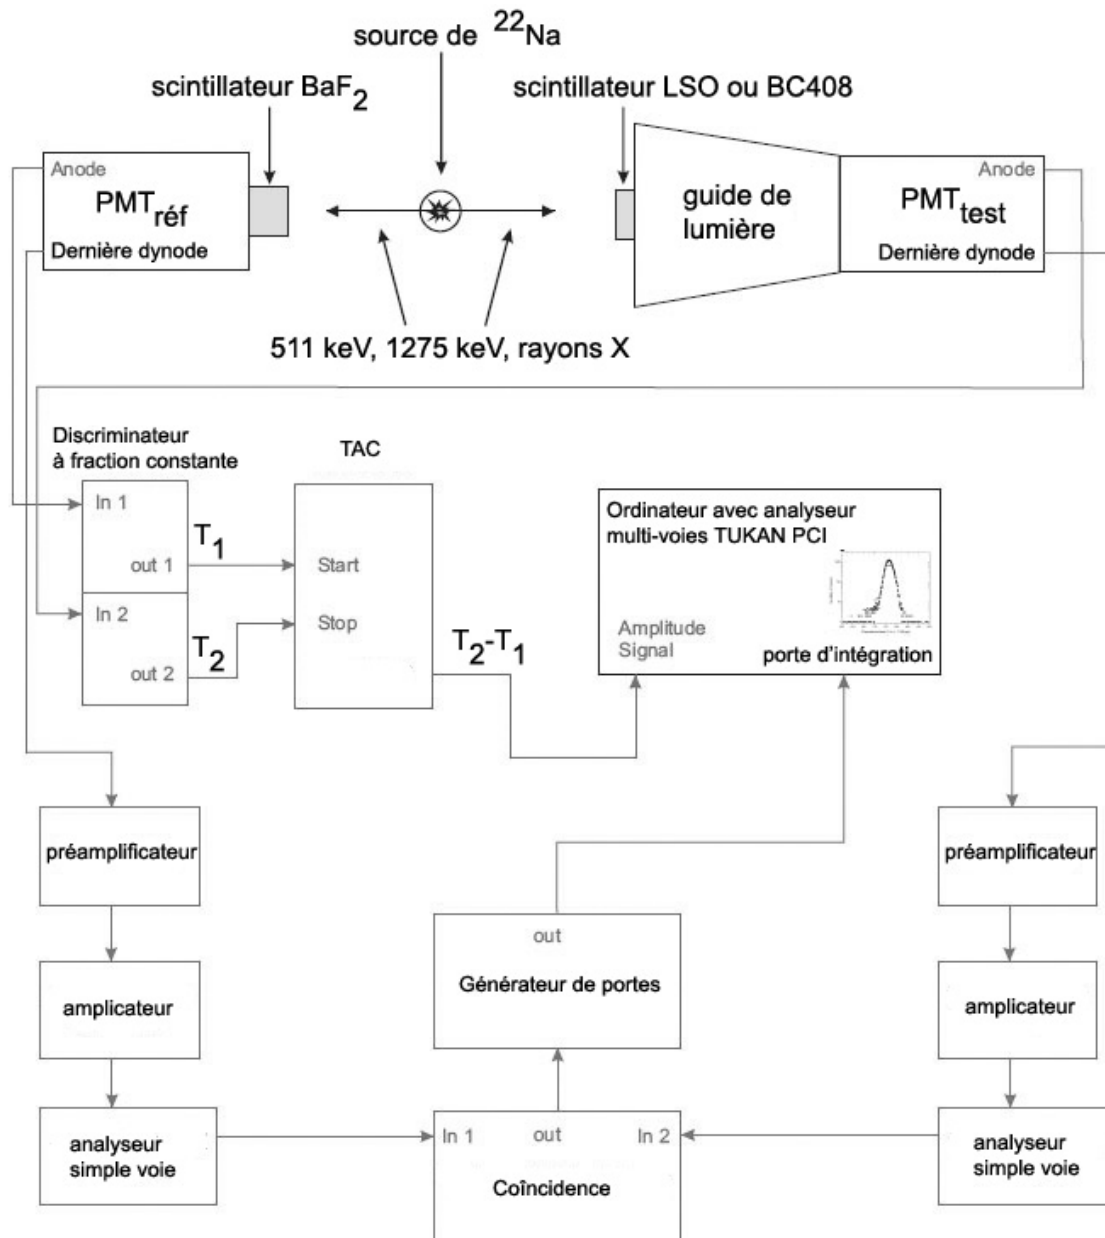 source de 22Na
scintillateur BaF2
scintillateur LSO ou BC408
Anode
PMTréf
Dernière dynode
guide de
lumière
Anode
PMTtest
Dernière dynode
511 keV, 1275 keV, rayons X
Discriminateur
à fraction constante
TAC
In 1
out 1
T1
Start
In 2
out 2
T2
Stop
T2-T1
Ordinateur avec analyseur
multi-voies TUKAN PCI
Amplitude
Signal
porte d'intégration
préamplificateur
préamplificateur
out
Générateur de portes
amplicateur
amplicateur
analyseur
simple voie
In 1
out
In 2
Coîncidence
analyseur
simple voie